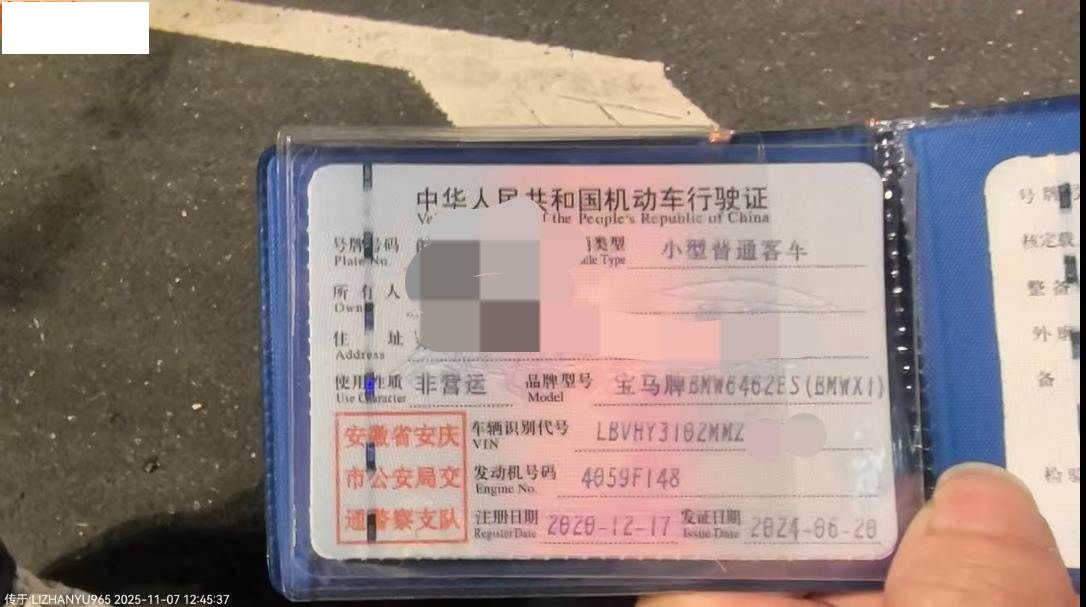 中华人民共和国机动车行驶证
of the People's Republic of China
号牌号码
Plate No.
类型
小型普通客车
所有人
住址
Address
使用性质 非营运 品牌型号 宝马牌BMW6462ES(BMWX1)
Use Character Model
安徽省安庆
市公安局交
通警察支队
车辆识别代号 LBVHY3102MMZ
VIN
发动机号码 4059F148
Engine No.
注册日期 2020-12-17 发证日期 2024-06-20
Register Date Issue Date
号牌
核定载
整备
外廓
备
检验
传于:LIZHANYU965 2025-11-07 12:45:37